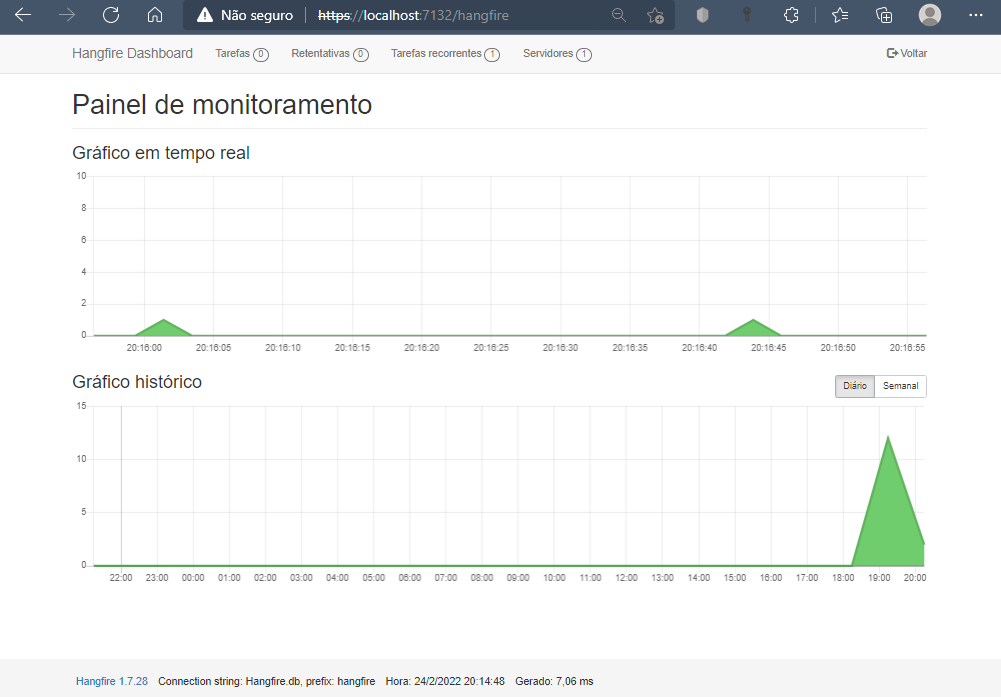 Não seguro https://localhost:7132/hangfire
Hangfire Dashboard Tarefas 0 Retentativas 0 Tarefas recorrentes 1 Servidores 1 Voltar
Painel de monitoramento
Gráfico em tempo real
10
8
6
4
2
0
20:16:00 20:16:05 20:16:10 20:16:15 20:16:20 20:16:25 20:16:30 20:16:35 20:16:40 20:16:45 20:16:50 20:16:55
Gráfico histórico Diário Semanal
15
10
5
0
22:00 23:00 00:00 01:00 02:00 03:00 04:00 05:00 06:00 07:00 08:00 09:00 10:00 11:00 12:00 13:00 14:00 15:00 16:00 17:00 18:00 19:00 20:00
Hangfire 1.7.28 Connection string: Hangfire.db, prefix: hangfire Hora: 24/2/2022 20:14:48 Gerado: 7,06 ms